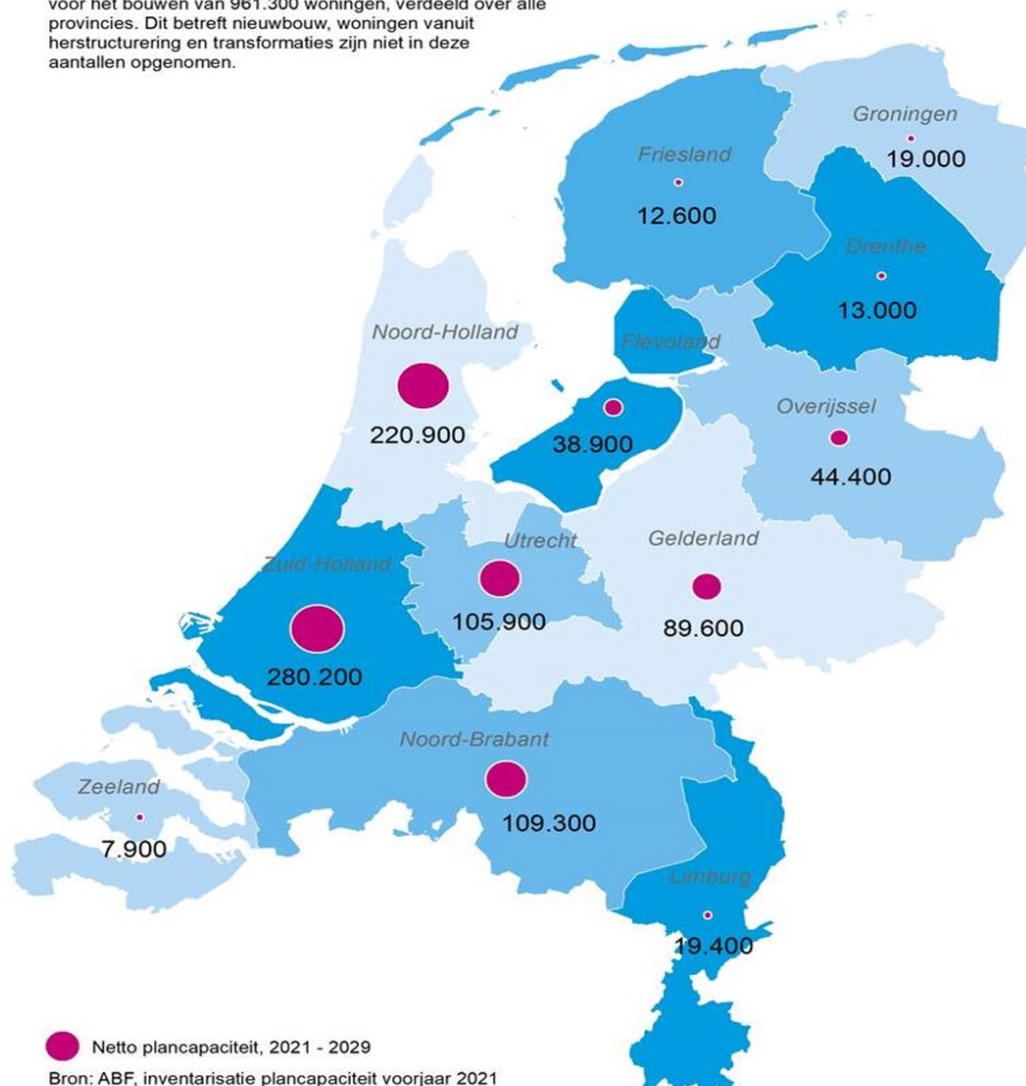 voor het bouwen van 961.300 woningen, verdeeld over alle
provincies. Dit betreft nieuwbouw, woningen vanuit
herstructurering en transformaties zijn niet in deze
aantallen opgenomen.
Groningen
19.000
Friesland
12.600
Drenthe
13.000
Noord-Holland
220.900
Flevoland
38.900
Overijssel
44.400
Utrecht
105.900
Gelderland
89.600
Zuid-Holland
280.200
Noord-Brabant
109.300
Zeeland
7.900
Limburg
19.400
Netto plancapaciteit, 2021 - 2029
Bron: ABF, inventarisatie plancapaciteit voorjaar 2021